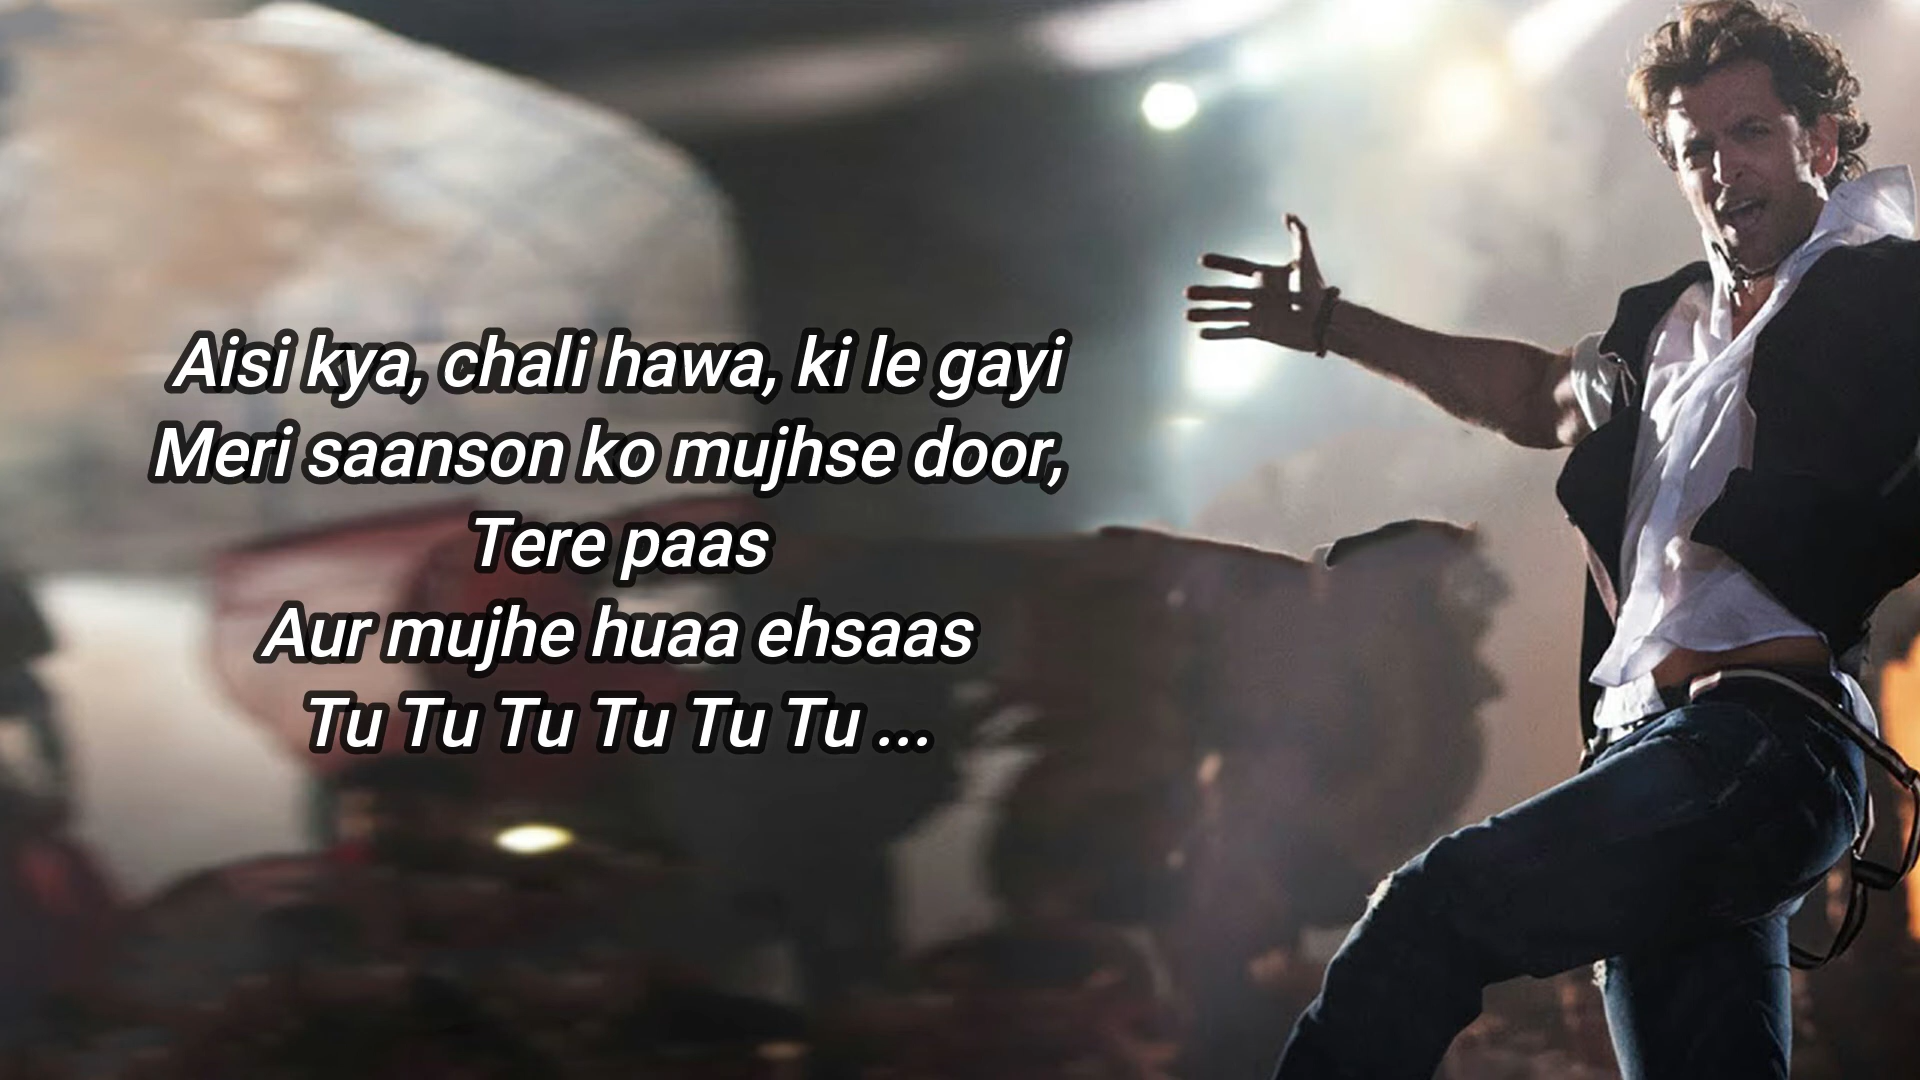 Aisi kya, chali hawa, ki le gayi
Meri saanson ko mujhse door,
Tere paas
Aur mujhe huaa ehsaas
Tu Tu Tu Tu Tu Tu ...